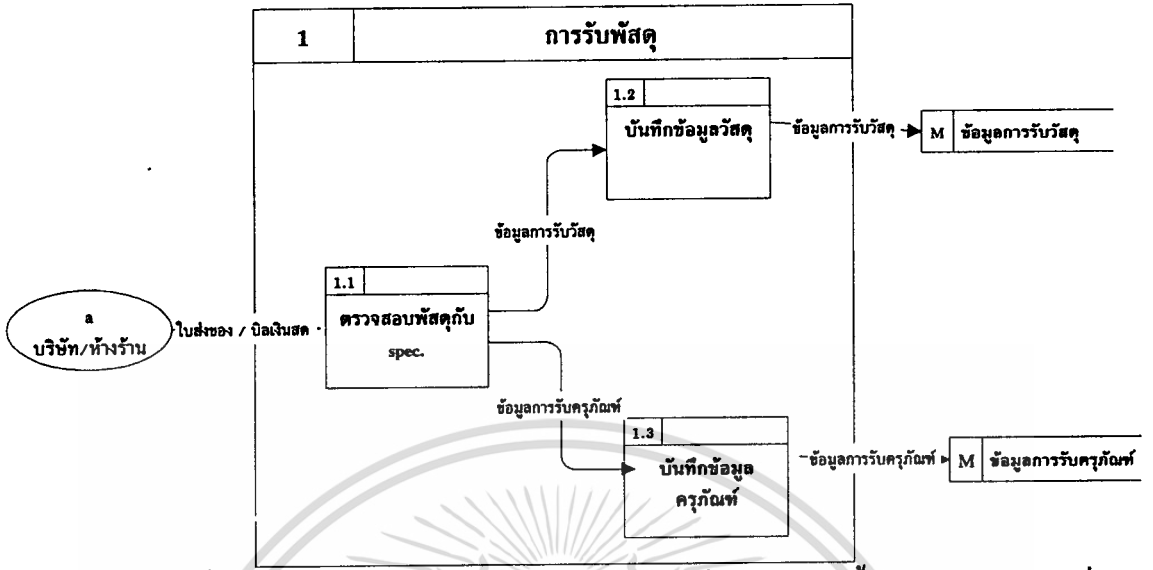 1 การรับพัสดุ
1.2
บันทึกข้อมูลวัสดุ
ข้อมูลการรับวัสดุ
M ข้อมูลการรับวัสดุ
ข้อมูลการรับวัสดุ
1.1
ตรวจสอบพัสดุกับ
spec.
a
บริษัท/ห้างร้าน
ใบส่งของ / บิลเงินสด
ข้อมูลการรับครุภัณฑ์
1.3
บันทึกข้อมูล
ครุภัณฑ์
ข้อมูลการรับครุภัณฑ์
M ข้อมูลการรับครุภัณฑ์